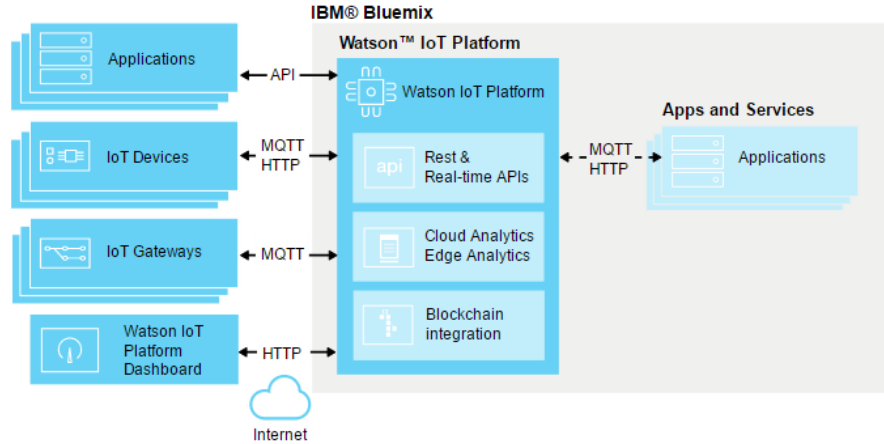 IBM® Bluemix
Watson™ IoT Platform
Applications
API
Watson IoT Platform
Apps and Services
IoT Devices
MQTT
HTTP
api
Rest &
Real-time APIs
MQTT
HTTP
Applications
IoT Gateways
MQTT
Cloud Analytics
Edge Analytics
Watson IoT
Platform
Dashboard
HTTP
Blockchain
integration
Internet